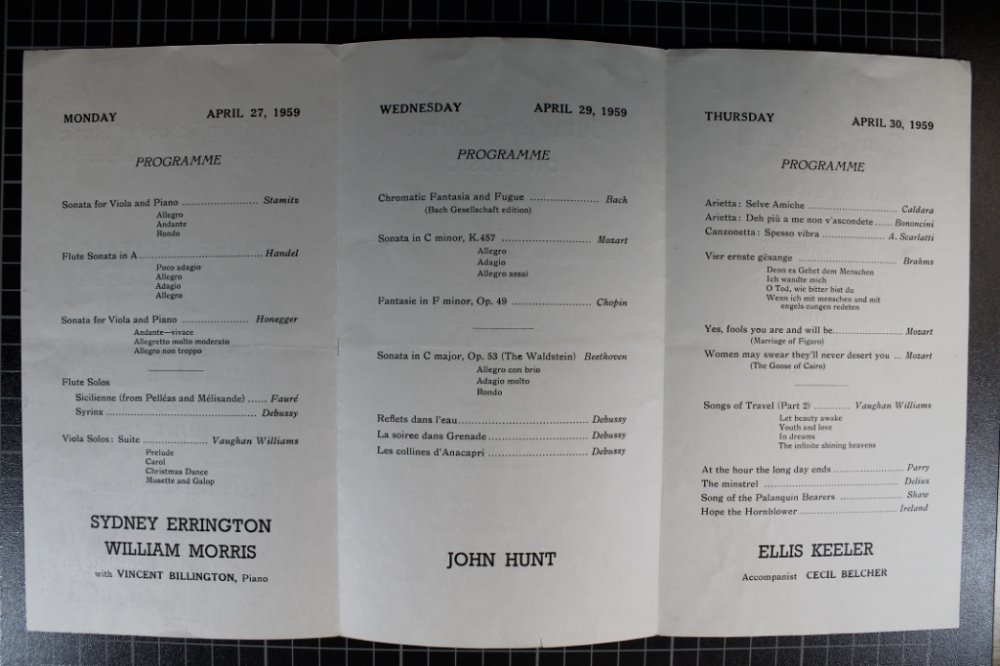 MONDAY APRIL 27, 1959
PROGRAMME
Sonata for Viola and Piano ........................ Stamitz
Allegro
Andante
Rondo
Flute Sonata in A ........................ Handel
Poco adagio
Allegro
Adagio
Allegro
Sonata for Viola and Piano ........................ Honegger
Andante—vivace
Allegretto molto moderato
Allegro non troppo
Flute Solos
Sicilienne (from Pelléas and Mélisande) ...... Fauré
Syrinx ........................ Debussy
Viola Solos: Suite ........................ Vaughan Williams
Prelude
Carol
Christmas Dance
Musette and Galop
SYDNEY ERRINGTON
WILLIAM MORRIS
with VINCENT BILLINGTON, Piano
WEDNESDAY APRIL 29, 1959
PROGRAMME
Chromatic Fantasia and Fugue ........................ Bach
(Bach Gesellschaft edition)
Sonata in C minor, K.457 ........................ Mozart
Allegro
Adagio
Allegro assai
Fantasie in F minor, Op. 49 ........................ Chopin
Sonata in C major, Op. 53 (The Waldstein) Beethoven
Allegro con brio
Adagio molto
Rondo
Reflets dans l'eau ........................ Debussy
La soiree dans Grenade ........................ Debussy
Les collines d'Anacapri ........................ Debussy
JOHN HUNT
THURSDAY APRIL 30, 1959
PROGRAMME
Arietta: Selve Amiche ........................ Caldara
Arietta: Deh più a me non v'ascondete ...... Bononcini
Canzonetta: Spesso vibra ........................ A. Scarlatti
Vier ernste gësange ........................ Brahms
Denn es Gehet dem Menschen
Ich wandte mich
O Tod, wie bitter bist du
Wenn ich mit menschen und mit
engels-zungen redeten
Yes, fools you are and will be ........................ Mozart
(Marriage of Figaro)
Women may swear they'll never desert you ... Mozart
(The Goose of Cairo)
Songs of Travel (Part 2) ............ Vaughan Williams
Let beauty awake
Youth and love
In dreams
The infinite shining heavens
At the hour the long day ends ........................ Parry
The minstrel ........................ Delius
Song of the Palanquin Bearers ........................ Shaw
Hope the Hornblower ........................ Ireland
ELLIS KEELER
Accompanist CECIL BELCHER